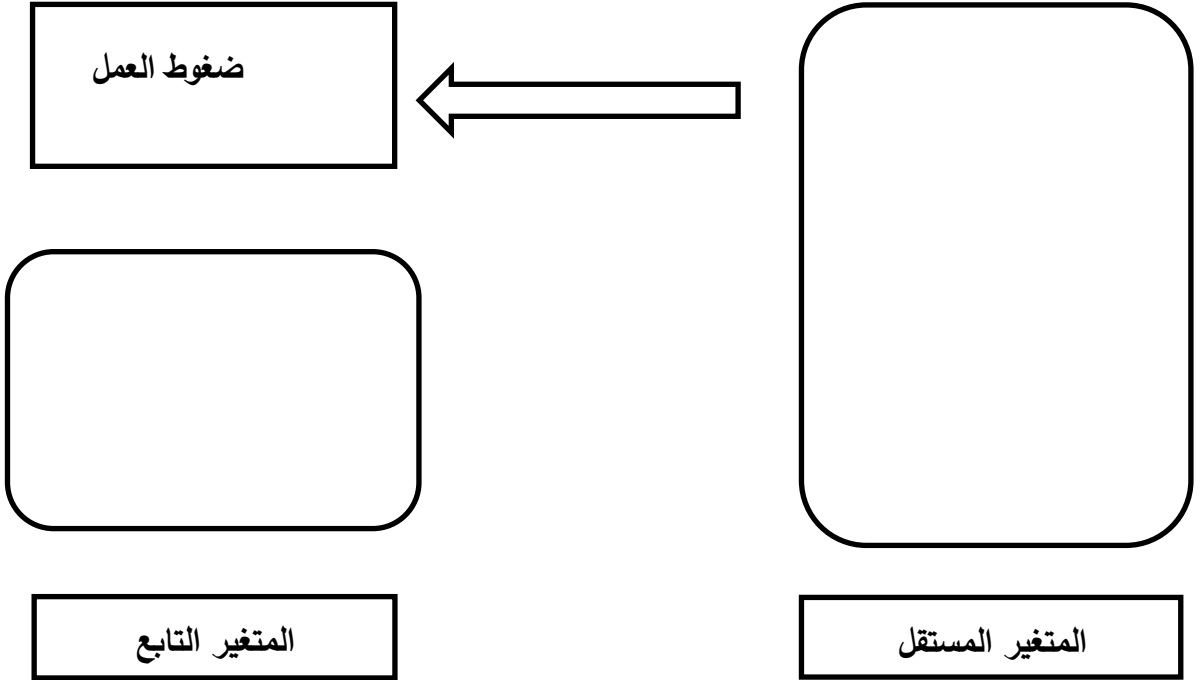 ضغوط العمل
المتغير المستقل
المتغير التابع